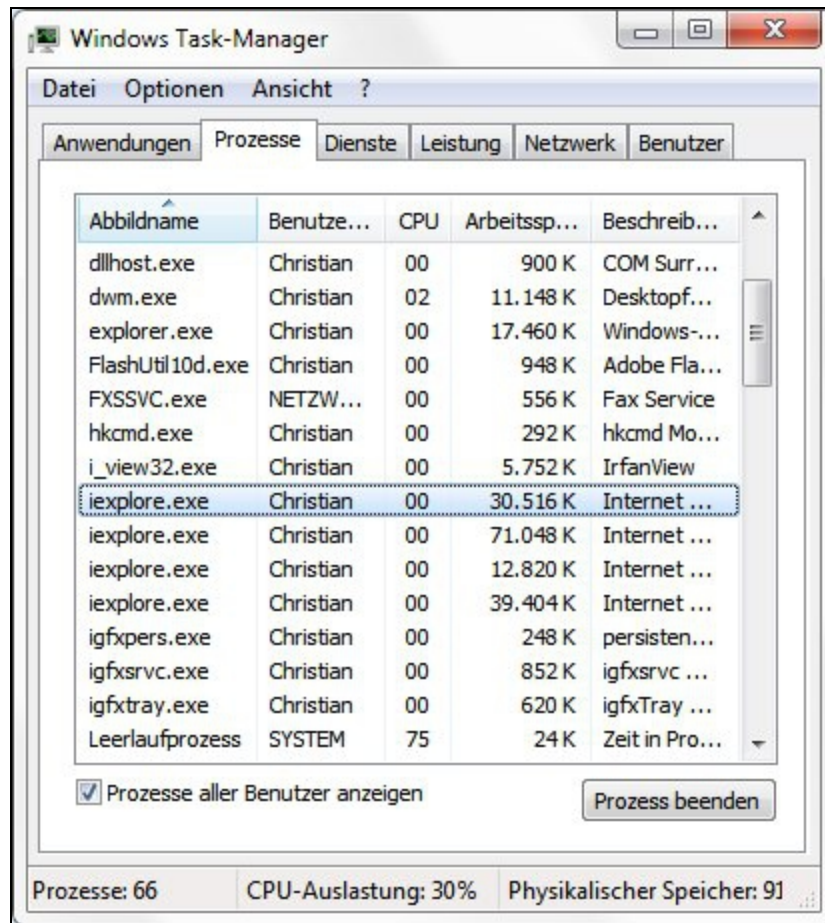 Windows Task-Manager
Datei Optionen Ansicht ?
Anwendungen Prozesse Dienste Leistung Netzwerk Benutzer
Abbildname Benutze... CPU Arbeitssp... Beschreib...
dllhost.exe Christian 00 900 K COM Surr...
dwm.exe Christian 02 11.148 K Desktopf...
explorer.exe Christian 00 17.460 K Windows-...
FlashUtil10d.exe Christian 00 948 K Adobe Fla...
FXSSVC.exe NETZW... 00 556 K Fax Service
hkcmd.exe Christian 00 292 K hkcmd Mo...
i_view32.exe Christian 00 5.752 K IrfanView
iexplore.exe Christian 00 30.516 K Internet ...
iexplore.exe Christian 00 71.048 K Internet ...
iexplore.exe Christian 00 12.820 K Internet ...
iexplore.exe Christian 00 39.404 K Internet ...
igfxpers.exe Christian 00 248 K persisten...
igfxsrvc.exe Christian 00 852 K igfxsrvc ...
igfxtray.exe Christian 00 620 K igfxTray ...
Leerlaufprozess SYSTEM 75 24 K Zeit in Pro...
Prozesse aller Benutzer anzeigen
Prozess beenden
Prozesse: 66 CPU-Auslastung: 30% Physikalischer Speicher: 91